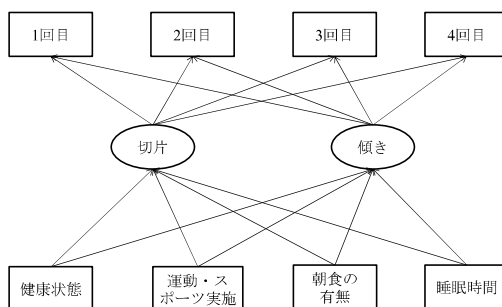 1回目
2回目
3回目
4回目
切片
傾き
健康状態
運動・ス
ポーツ実施
朝食の
有無
睡眠時間